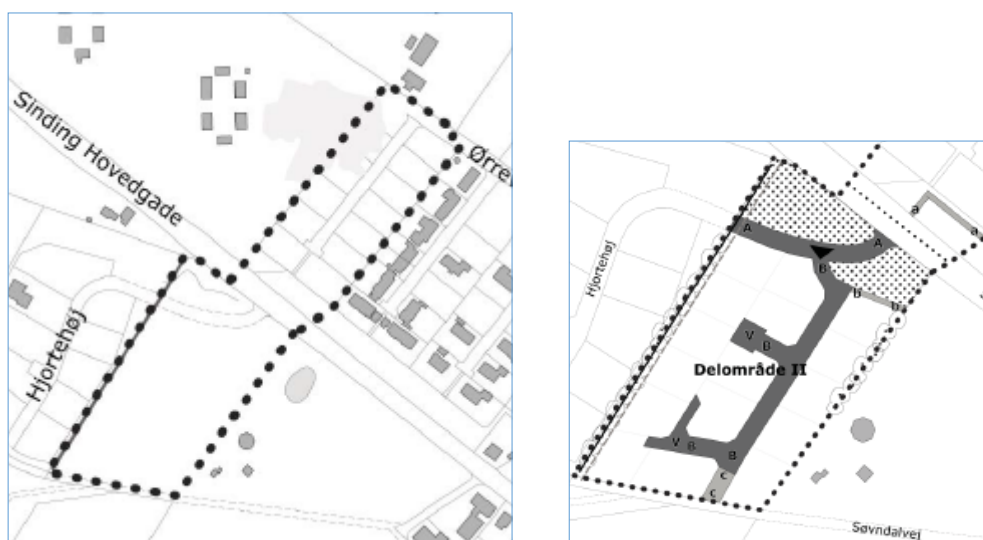 Sinding Hovedgade
Ørre
Hjortehøj
Hjortehøj
a
a
A
A
B
B
b
V
B
Delområde II
V
B
B
c
C
Søvndalvej